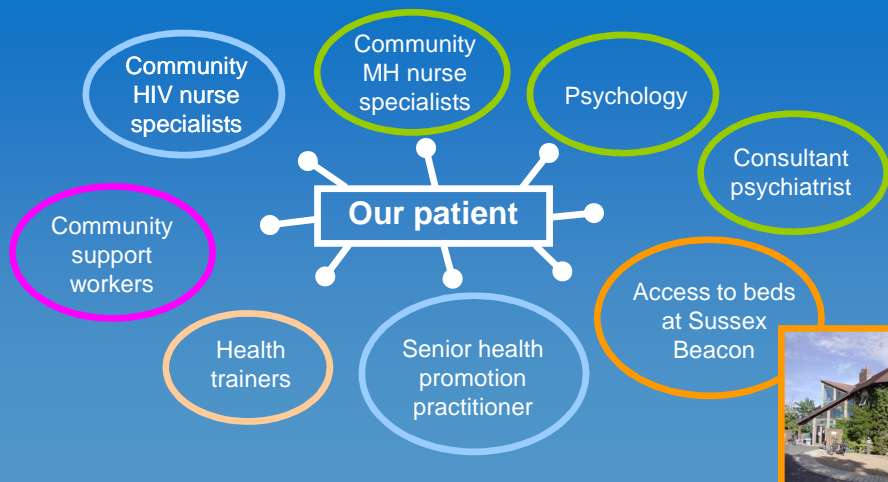 Community
HIV nurse
specialists
Community
MH nurse
specialists
Psychology
Consultant
psychiatrist
Our patient
Community
support
workers
Access to beds
at Sussex
Beacon
Health
trainers
Senior health
promotion
practitioner